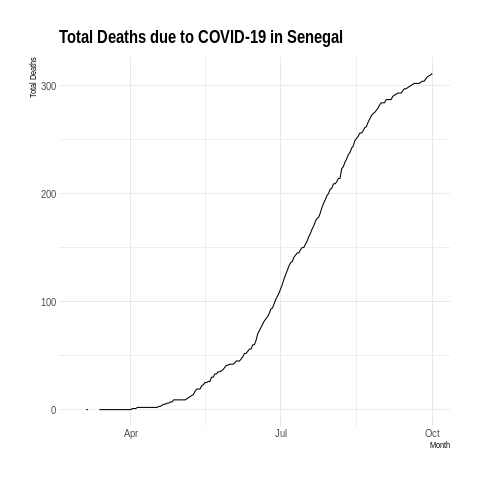 Total Deaths due to COVID-19 in Senegal
Total Deaths
300
200
100
0
Apr
Jul
Oct
Month